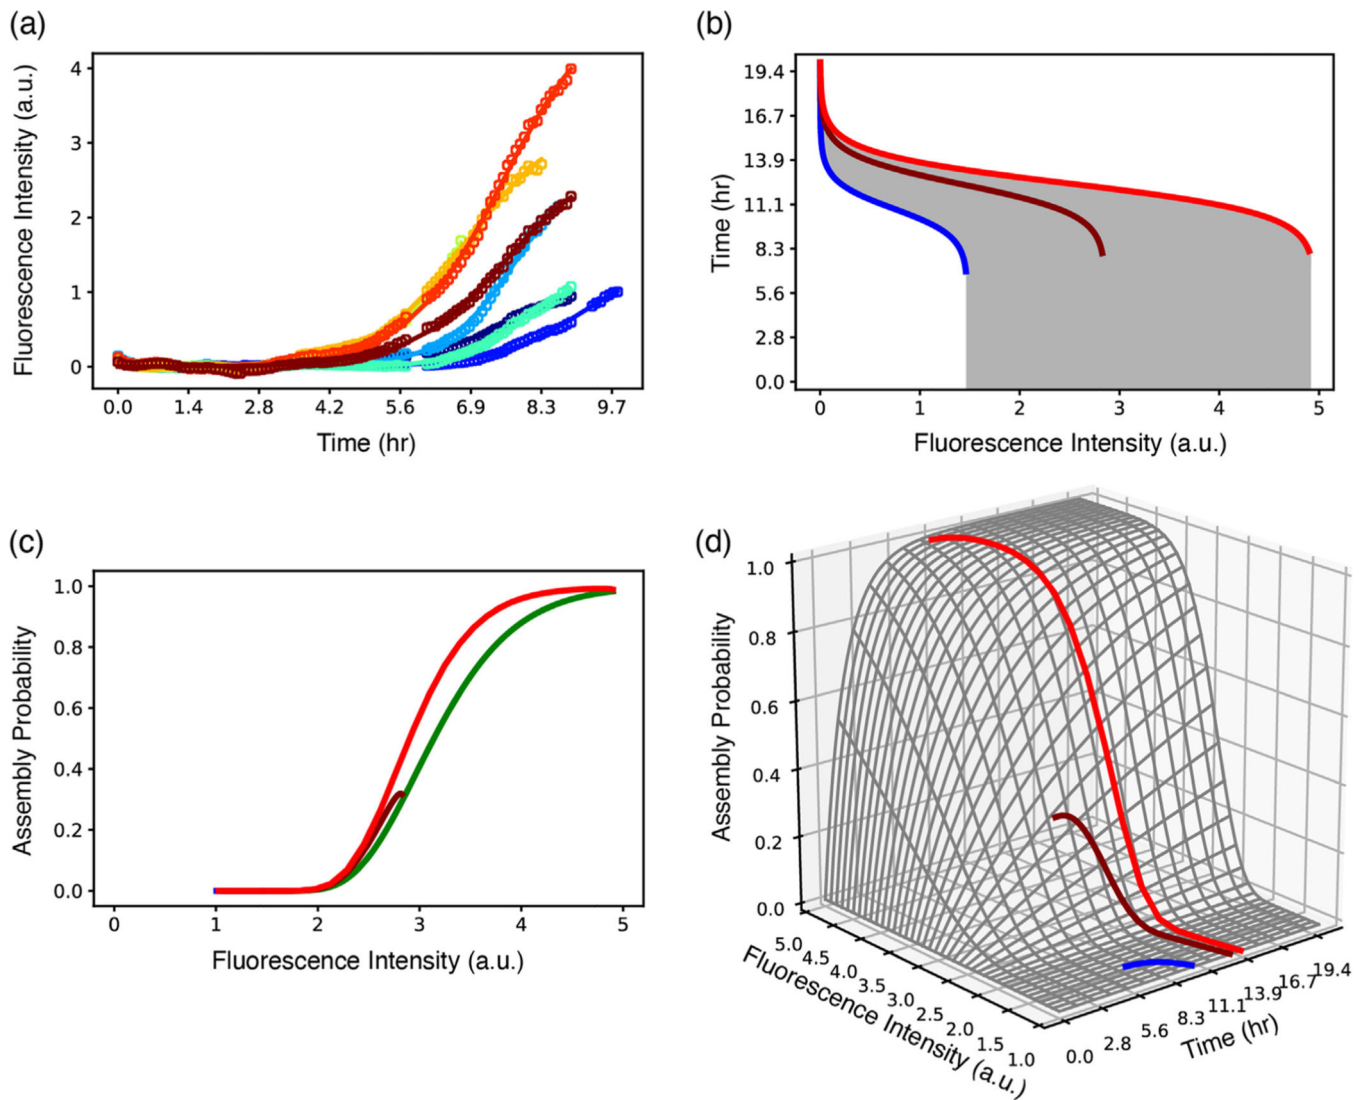 (a)
Fluorescence Intensity (a.u.)
4
3
2
1
0
0.0 1.4 2.8 4.2 5.6 6.9 8.3 9.7
Time (hr)
(b)
Time (hr)
19.4
16.7
13.9
11.1
8.3
5.6
2.8
0.0
0 1 2 3 4 5
Fluorescence Intensity (a.u.)
(c)
Assembly Probability
1.0
0.8
0.6
0.4
0.2
0.0
0 1 2 3 4 5
Fluorescence Intensity (a.u.)
(d)
Assembly Probability
1.0
0.8
0.6
0.4
0.2
0.0
5.0 4.5 4.0 3.5 3.0 2.5 2.0 1.5 1.0
Fluorescence Intensity (a.u.)
0.0 2.8 5.6 8.3 11.1 13.9 16.7 19.4
Time (hr)